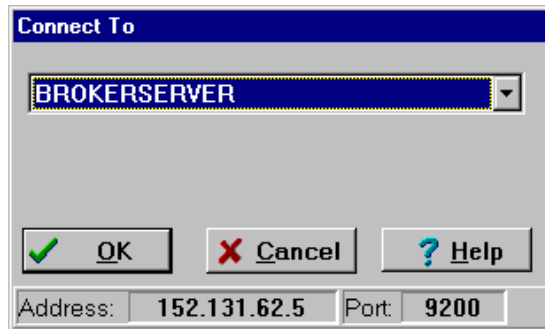 Connect To
BROKERSERVER
OK Cancel ? Help
Address: 152.131.62.5 Port: 9200